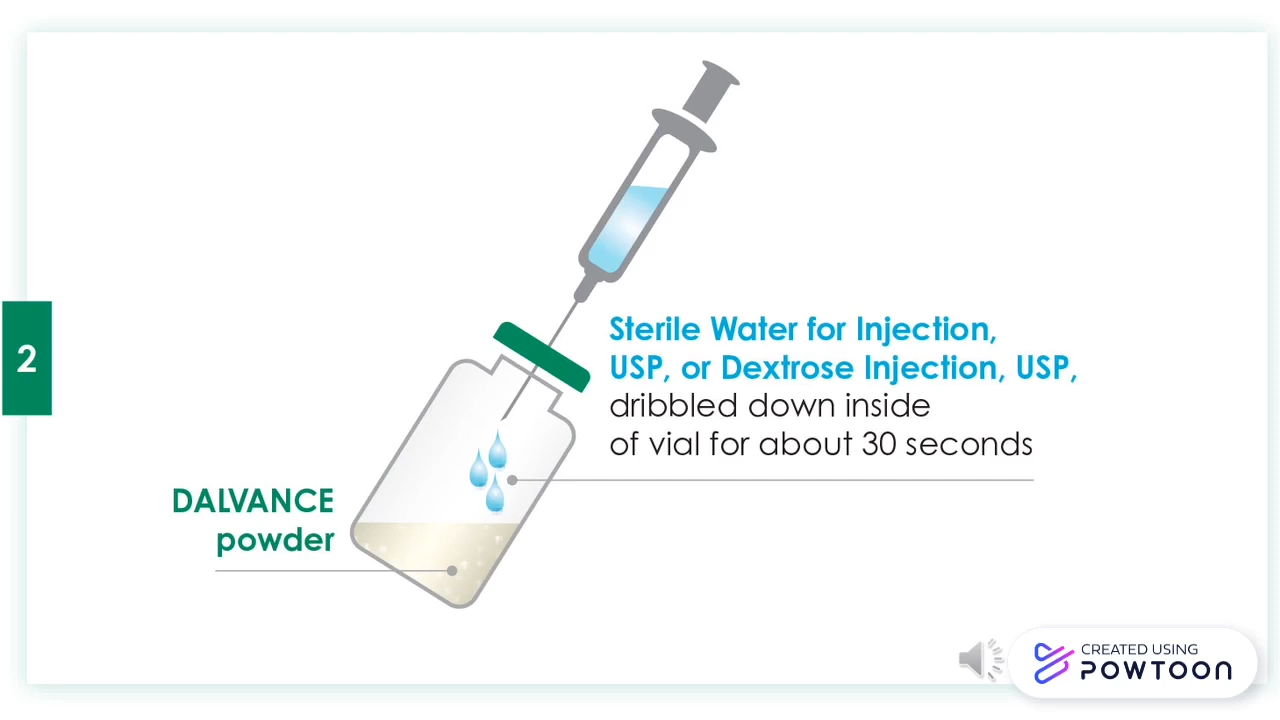 2
Sterile Water for Injection,
USP, or Dextrose Injection, USP,
dribbled down inside
of vial for about 30 seconds
DALVANCE
powder
CREATED USING
POWTOON